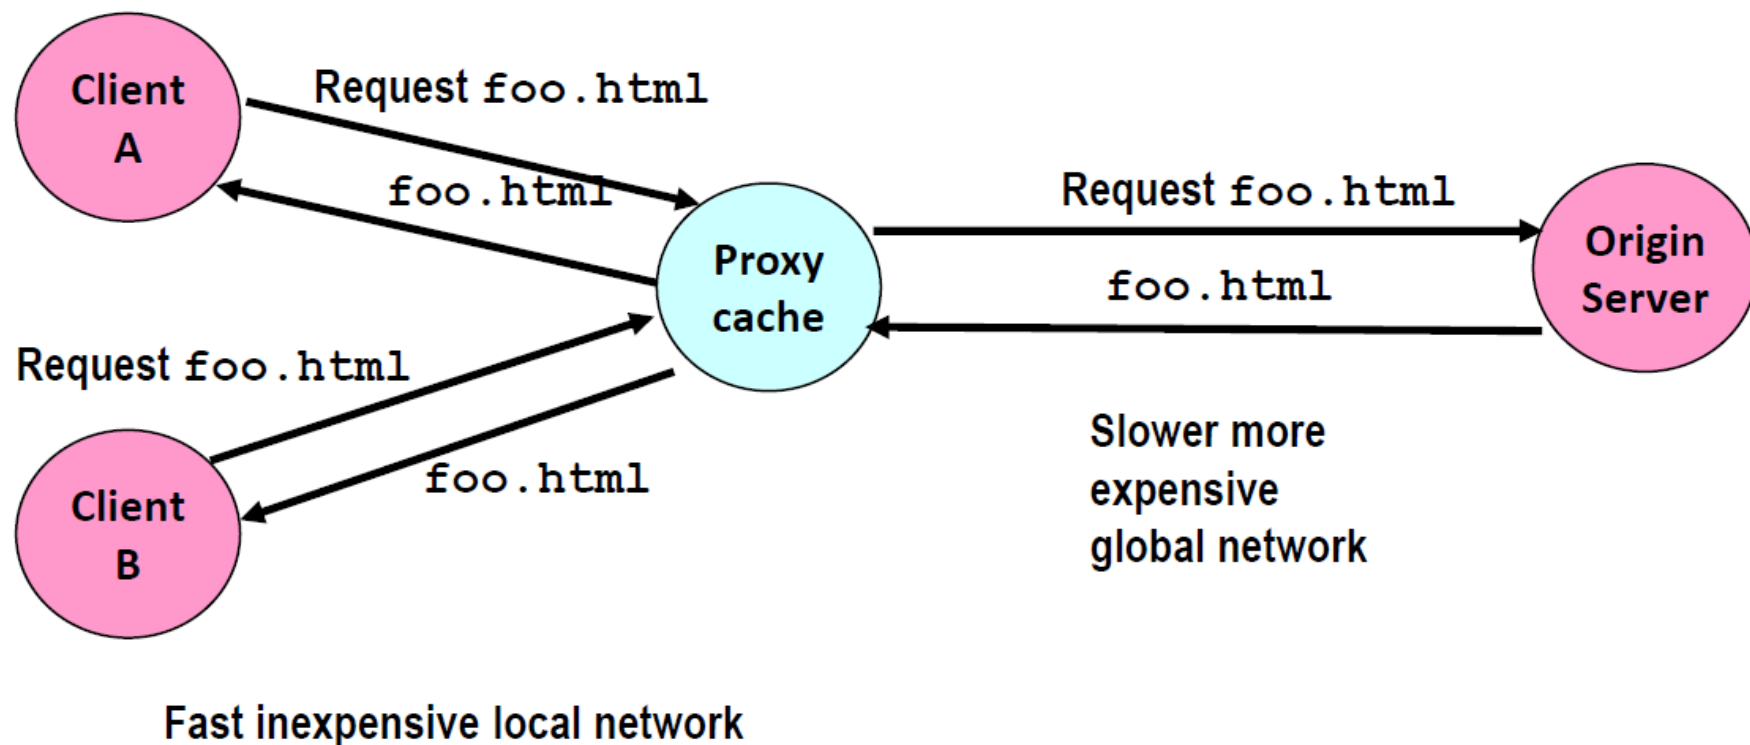 Client
A
Request foo.html
foo.html
Request foo.html
foo.html
Proxy
cache
Origin
Server
Request foo.html
foo.html
Client
B
Slower more
expensive
global network
Fast inexpensive local network